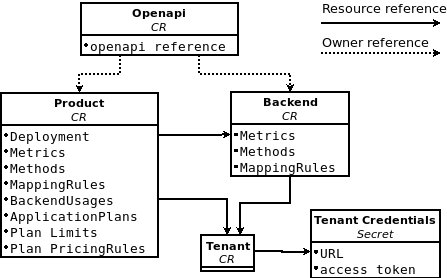 Openapi
CR
openapi reference
Resource reference
Owner reference
Product
CR
Deployment
Metrics
Methods
MappingRules
BackendUsages
ApplicationPlans
Plan Limits
Plan PricingRules
Backend
CR
Metrics
Methods
MappingRules
Tenant
CR
Tenant Credentials
Secret
URL
access token